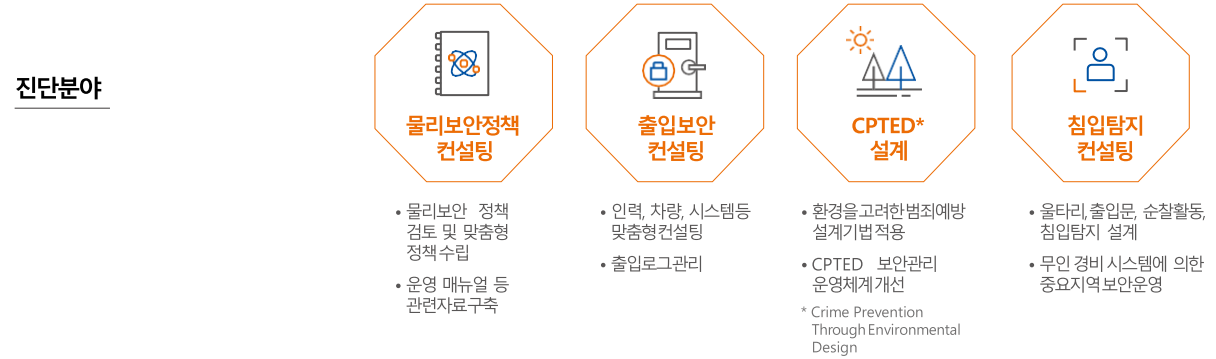 진단분야
물리보안정책
컨설팅
• 물리보안 정책
검토 및 맞춤형
정책 수립
• 운영 매뉴얼 등
관련자료 구축
출입보안
컨설팅
• 인력, 차량, 시스템 등
맞춤형 컨설팅
• 출입로그 관리
CPTED*
설계
• 환경을 고려한 범죄예방
설계기법 적용
• CPTED 보안관리
운영체계 개선
* Crime Prevention
Through Environmental
Design
침입탐지
컨설팅
• 울타리, 출입문, 순찰활동,
침입탐지 설계
• 무인 경비 시스템에 의한
중요지역 보안운영